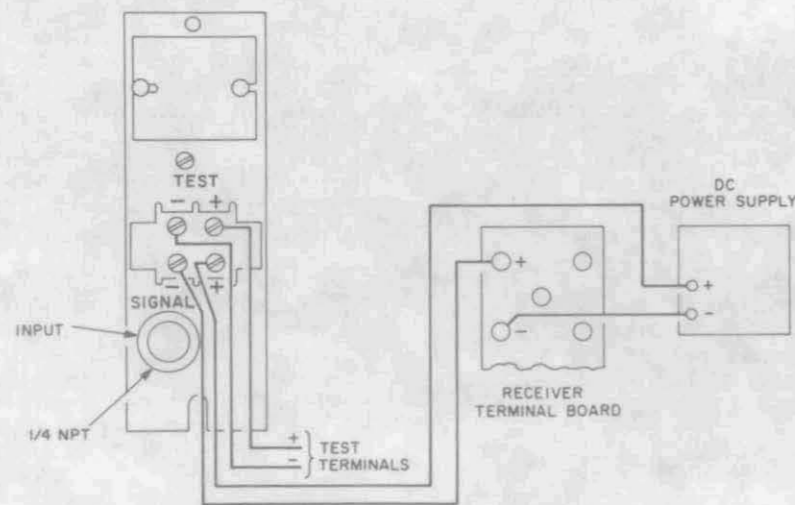 TEST
- +
- +
SIGNAL
INPUT
1/4 NPT
+
-
TEST
TERMINALS
+
-
RECEIVER
TERMINAL BOARD
DC
POWER SUPPLY
+
-